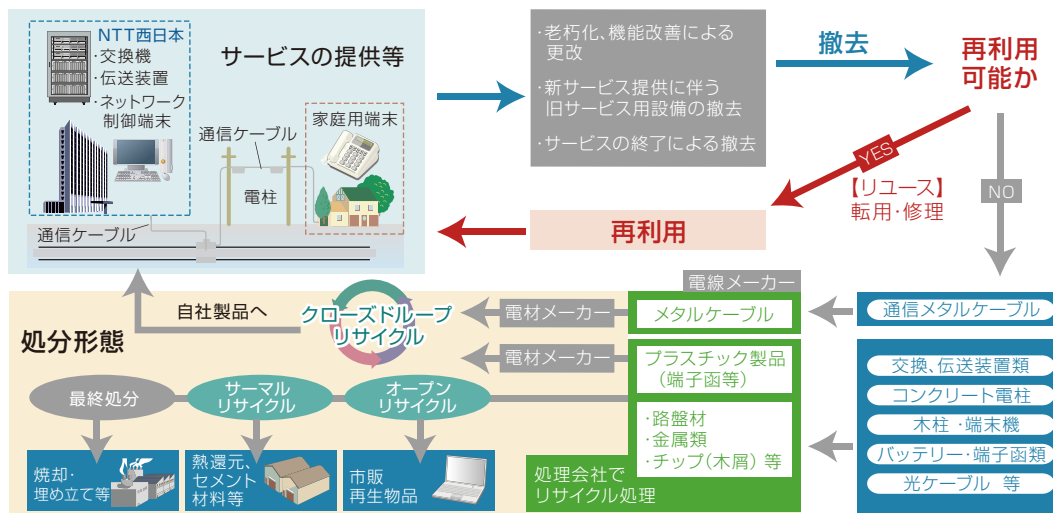 NTT西日本
・交換機
・伝送装置
・ネットワーク
制御端末
サービスの提供等
通信ケーブル
家庭用端末
電柱
通信ケーブル
・老朽化、機能改善による
更改
・新サービス提供に伴う
旧サービス用設備の撤去
・サービスの終了による撤去
撤去
再利用
可能か
YES
【リユース】
転用・修理
NO
再利用
電線メーカー
メタルケーブル
電材メーカー
通信メタルケーブル
自社製品へ
クローズドループ
リサイクル
処分形態
電材メーカー
プラスチック製品
（端子函等）
交換、伝送装置類
コンクリート電柱
木柱・端末機
バッテリー・端子函類
光ケーブル 等
最終処分
サーマル
リサイクル
オープン
リサイクル
・路盤材
・金属類
・チップ（木屑）等
処理会社で
リサイクル処理
焼却・
埋め立て等
熱還元、
セメント
材料等
市販
再生物品